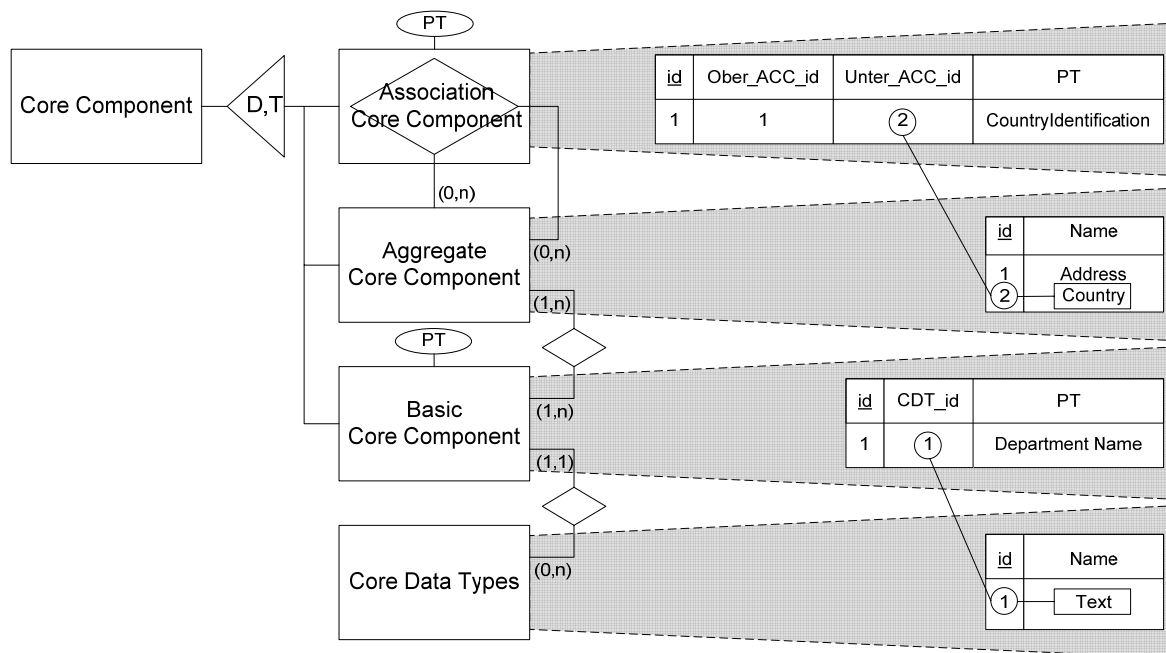 PT
Core Component
D,T
Association
Core Component
id Ober_ACC_id Unter_ACC_id PT
1 1 2 CountryIdentification
(0,n)
Aggregate
Core Component
(0,n)
(1,n)
id Name
1 Address
2 Country
PT
Basic
Core Component
(1,n)
(1,1)
id CDT_id PT
1 1 Department Name
Core Data Types
(0,n)
id Name
1 Text